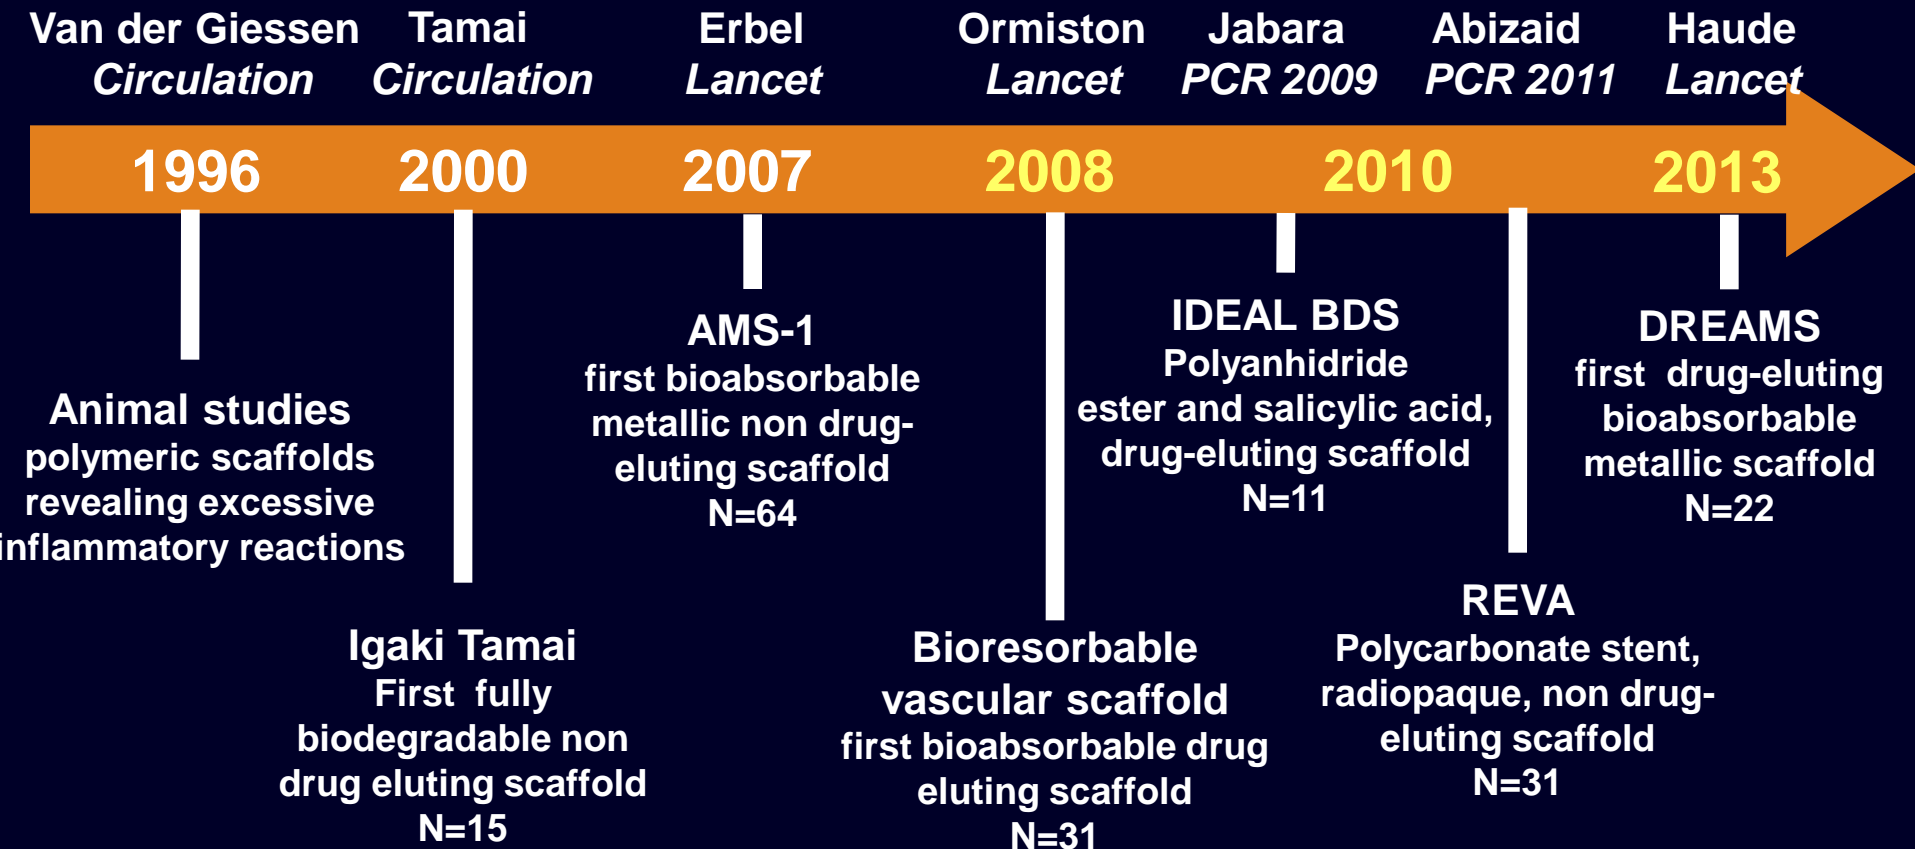 Van der Giessen
Circulation
Tamai
Circulation
Erbel
Lancet
Ormiston
Lancet
Jabara
PCR 2009
Abizaid
PCR 2011
Haude
Lancet
1996
2000
2007
2008
2010
2013
Animal studies
polymeric scaffolds
revealing excessive
inflammatory reactions
Igaki Tamai
First fully
biodegradable non
drug eluting scaffold
N=15
AMS-1
first bioabsorbable
metallic non drug-
eluting scaffold
N=64
Bioresorbable
vascular scaffold
first bioabsorbable drug
eluting scaffold
N=31
IDEAL BDS
Polyanhidride
ester and salicylic acid,
drug-eluting scaffold
N=11
REVA
Polycarbonate stent,
radiopaque, non drug-
eluting scaffold
N=31
DREAMS
first drug-eluting
bioabsorbable
metallic scaffold
N=22